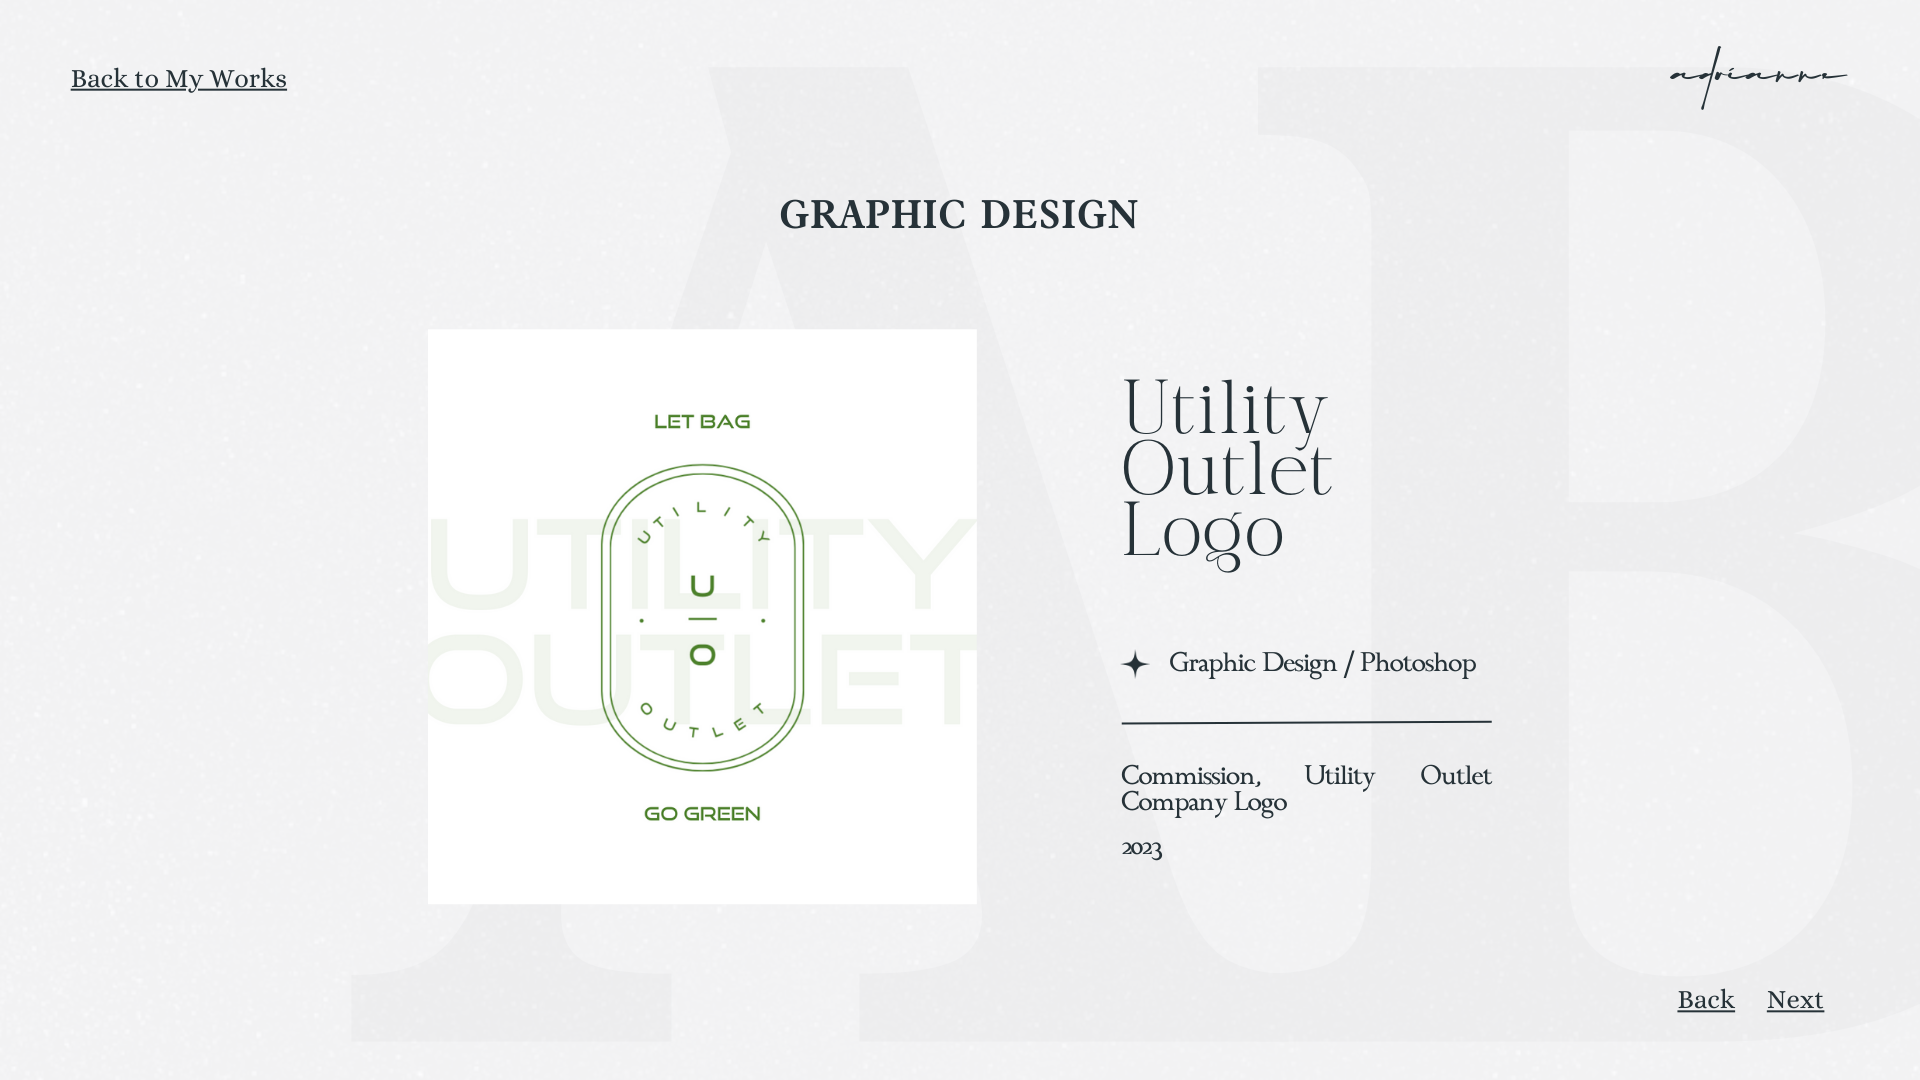 Back to My Works
adrianne
GRAPHIC DESIGN
LET BAG
UTILITY
OUTLET
UTILITY
U
O
OUTLET
GO GREEN
Utility
Outlet
Logo
Graphic Design / Photoshop
Commission, Utility Outlet
Company Logo
2023
Back Next
AB